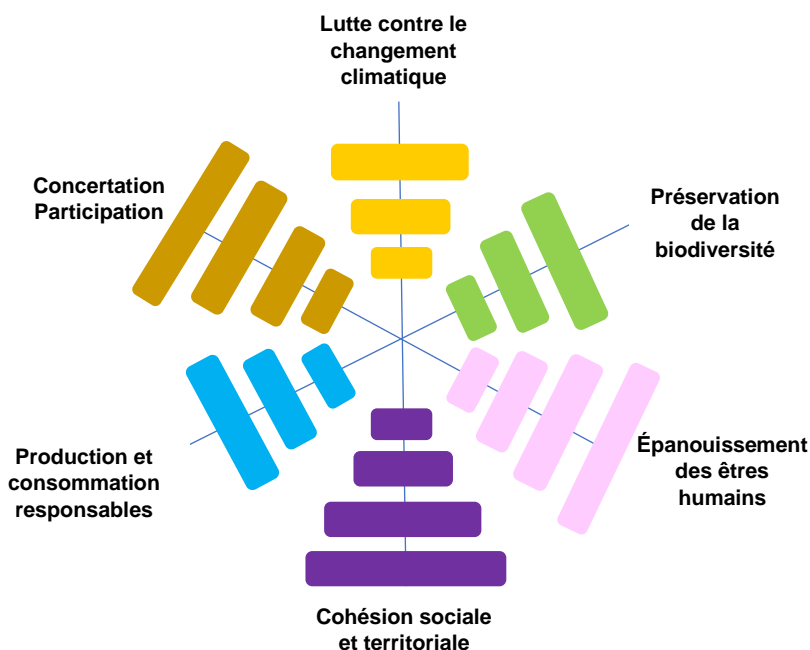 Lutte contre le
changement
climatique
Concertation
Participation
Préservation
de la
biodiversité
Production et
consommation
responsables
Épanouissement
des êtres
humains
Cohésion sociale
et territoriale